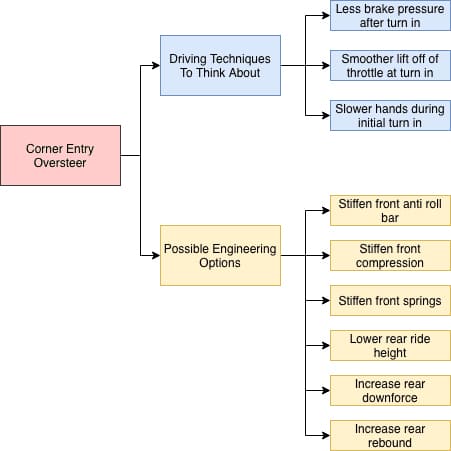 Corner Entry
Oversteer
Driving Techniques
To Think About
Less brake pressure
after turn in
Smoother lift off of
throttle at turn in
Slower hands during
initial turn in
Possible Engineering
Options
Stiffen front anti roll
bar
Stiffen front
compression
Stiffen front springs
Lower rear ride
height
Increase rear
downforce
Increase rear
rebound